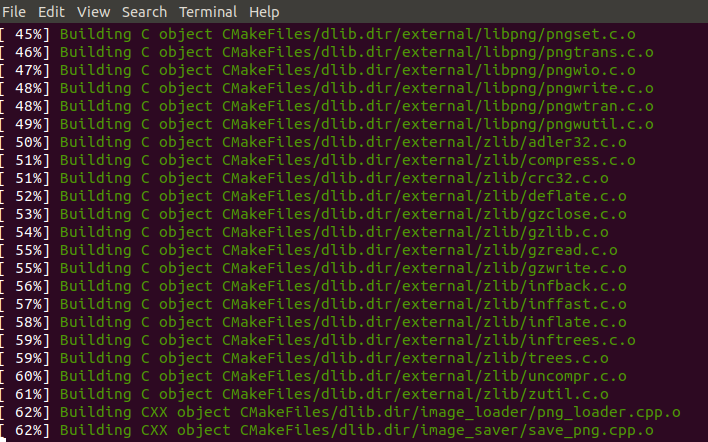 File Edit View Search Terminal Help
[ 45%] Building C object CMakeFiles/dlib.dir/external/libpng/pngset.c.o
[ 46%] Building C object CMakeFiles/dlib.dir/external/libpng/pngtrans.c.o
[ 47%] Building C object CMakeFiles/dlib.dir/external/libpng/pngwio.c.o
[ 48%] Building C object CMakeFiles/dlib.dir/external/libpng/pngwrite.c.o
[ 48%] Building C object CMakeFiles/dlib.dir/external/libpng/pngwtran.c.o
[ 49%] Building C object CMakeFiles/dlib.dir/external/libpng/pngwutil.c.o
[ 50%] Building C object CMakeFiles/dlib.dir/external/zlib/adler32.c.o
[ 51%] Building C object CMakeFiles/dlib.dir/external/zlib/compress.c.o
[ 51%] Building C object CMakeFiles/dlib.dir/external/zlib/crc32.c.o
[ 52%] Building C object CMakeFiles/dlib.dir/external/zlib/deflate.c.o
[ 53%] Building C object CMakeFiles/dlib.dir/external/zlib/gzclose.c.o
[ 54%] Building C object CMakeFiles/dlib.dir/external/zlib/gzlib.c.o
[ 55%] Building C object CMakeFiles/dlib.dir/external/zlib/gzread.c.o
[ 55%] Building C object CMakeFiles/dlib.dir/external/zlib/gzwrite.c.o
[ 56%] Building C object CMakeFiles/dlib.dir/external/zlib/infback.c.o
[ 57%] Building C object CMakeFiles/dlib.dir/external/zlib/inffast.c.o
[ 58%] Building C object CMakeFiles/dlib.dir/external/zlib/inflate.c.o
[ 59%] Building C object CMakeFiles/dlib.dir/external/zlib/inftrees.c.o
[ 59%] Building C object CMakeFiles/dlib.dir/external/zlib/trees.c.o
[ 60%] Building C object CMakeFiles/dlib.dir/external/zlib/uncompr.c.o
[ 61%] Building C object CMakeFiles/dlib.dir/external/zlib/zutil.c.o
[ 62%] Building CXX object CMakeFiles/dlib.dir/image_loader/png_loader.cpp.o
[ 62%] Building CXX object CMakeFiles/dlib.dir/image_saver/save_png.cpp.o